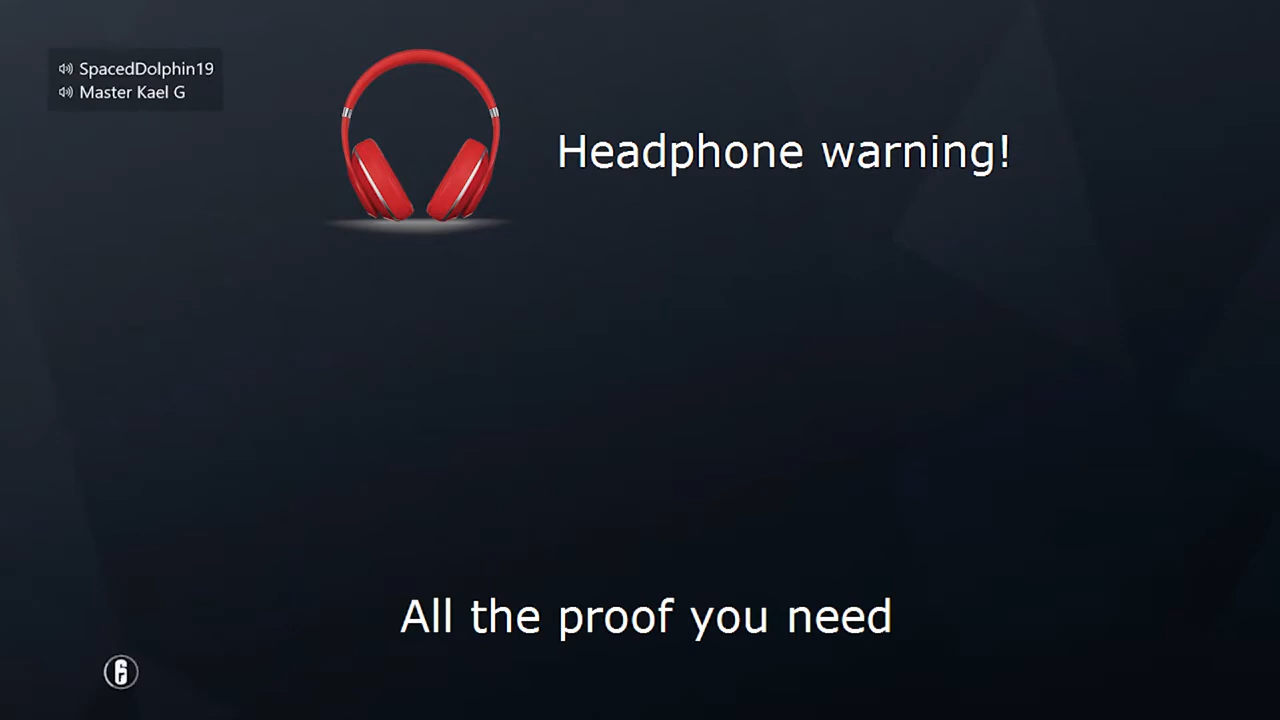 SpacedDolphin19
Master Kael G
Headphone warning!
All the proof you need